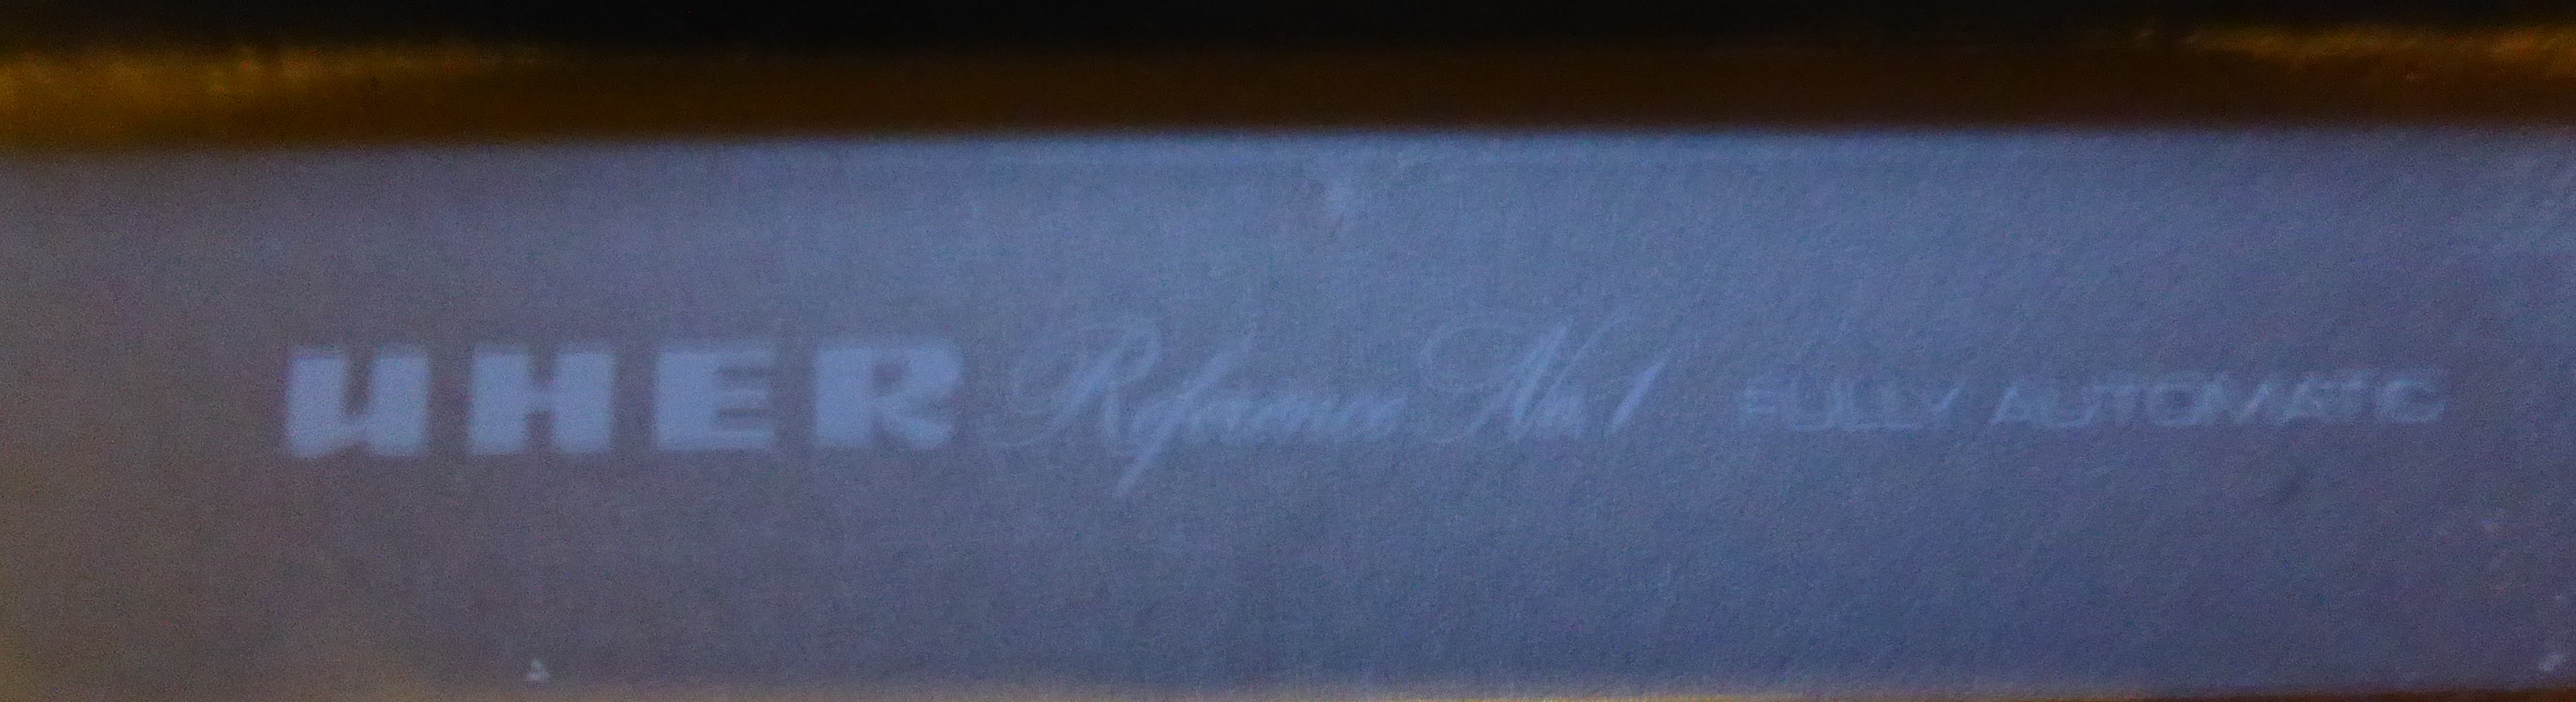 UHER Reference No 1 FULLY AUTOMATIC